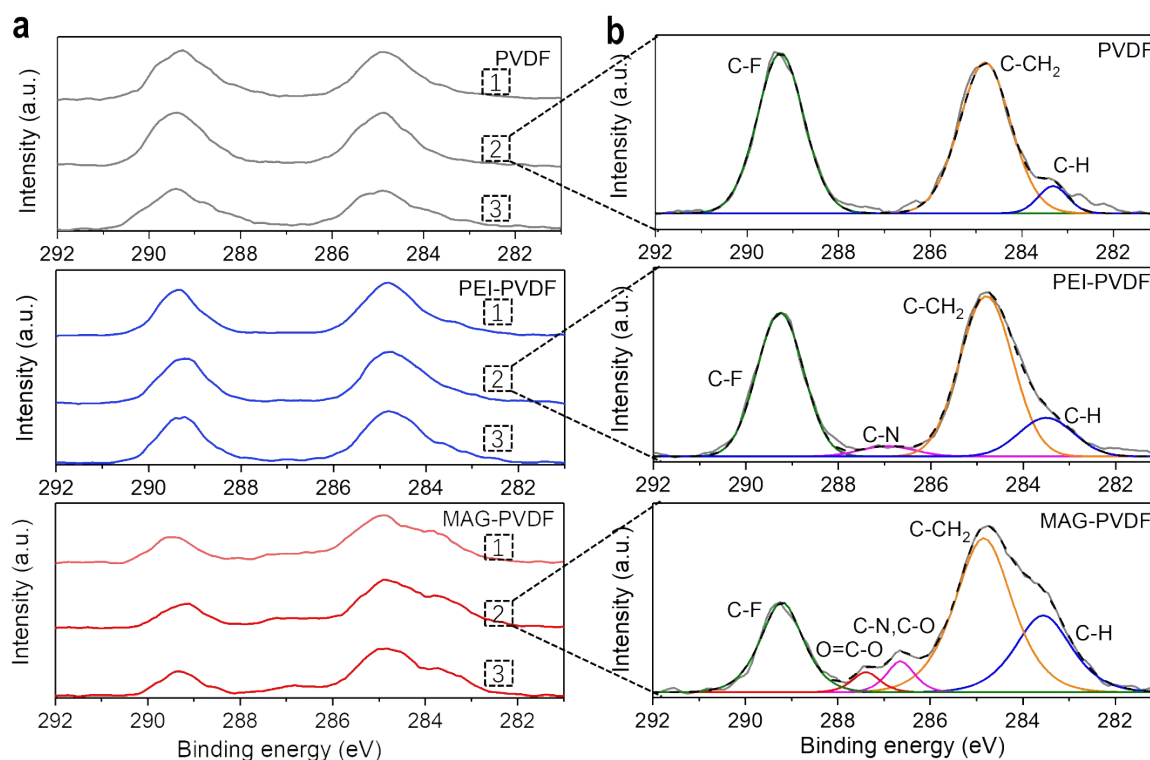 a
PVDF
1
2
3
Intensity (a.u.)
292 290 288 286 284 282
PEI-PVDF
1
2
3
Intensity (a.u.)
292 290 288 286 284 282
MAG-PVDF
1
2
3
Intensity (a.u.)
292 290 288 286 284 282
Binding energy (eV)
b
PVDF
C-F
C-CH₂
C-H
Intensity (a.u.)
292 290 288 286 284 282
PEI-PVDF
C-CH₂
C-F
C-N
C-H
Intensity (a.u.)
292 290 288 286 284 282
MAG-PVDF
C-CH₂
C-F
C-N,C-O
O=C-O
C-H
Intensity (a.u.)
292 290 288 286 284 282
Binding energy (eV)